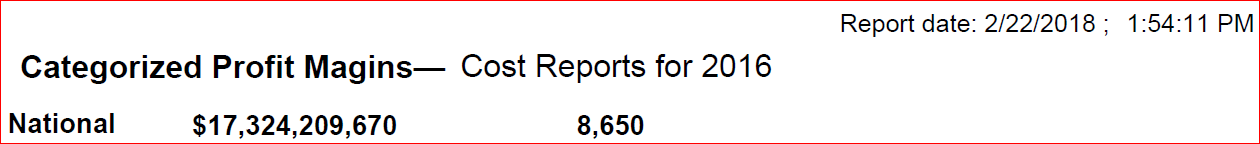 Report date: 2/22/2018 ; 1:54:11 PM
Categorized Profit Magins— Cost Reports for 2016
National $17,324,209,670 8,650